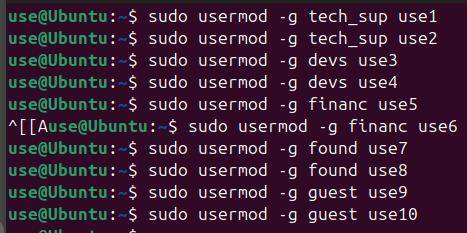 use@Ubuntu:~$ sudo usermod -g tech_sup use1
use@Ubuntu:~$ sudo usermod -g tech_sup use2
use@Ubuntu:~$ sudo usermod -g devs use3
use@Ubuntu:~$ sudo usermod -g devs use4
use@Ubuntu:~$ sudo usermod -g financ use5
^[[Ause@Ubuntu:~$ sudo usermod -g financ use6
use@Ubuntu:~$ sudo usermod -g found use7
use@Ubuntu:~$ sudo usermod -g found use8
use@Ubuntu:~$ sudo usermod -g guest use9
use@Ubuntu:~$ sudo usermod -g guest use10